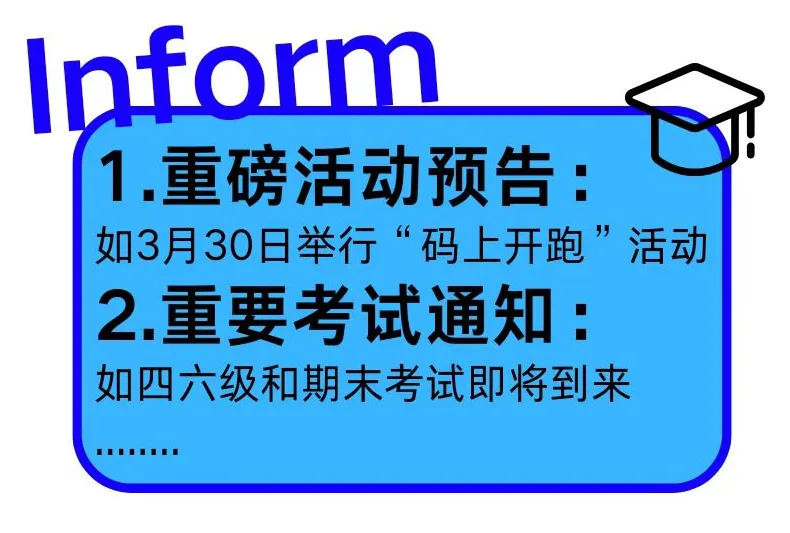 Inform
1.重磅活动预告：
如3月30日举行“码上开跑”活动
2.重要考试通知：
如四六级和期末考试即将到来
........